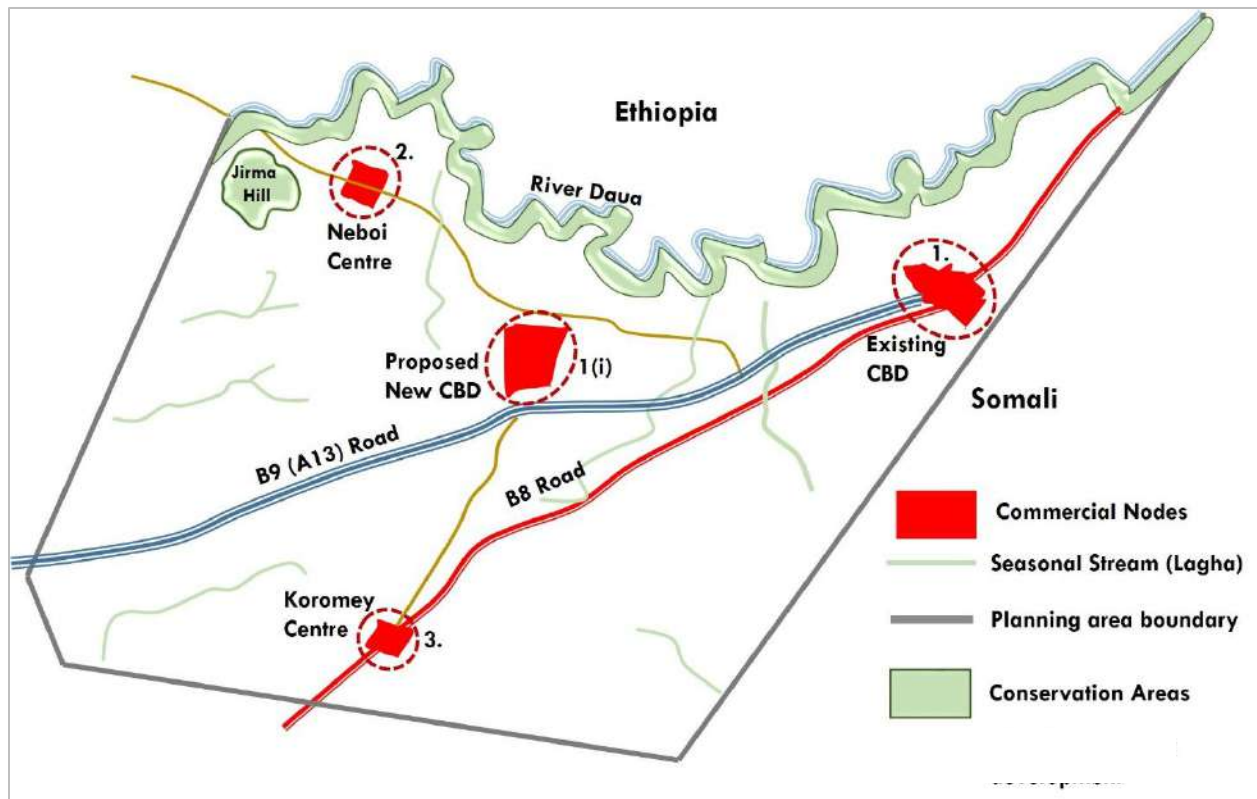 Ethiopia
2.
Jirma
Hill
River Daua
Neboi
Centre
1.
Proposed
New CBD
1(i)
Existing
CBD
Somali
B9 (A13) Road
B8 Road
Commercial Nodes
Seasonal Stream (Lagha)
Koromey
Centre
3.
Planning area boundary
Conservation Areas